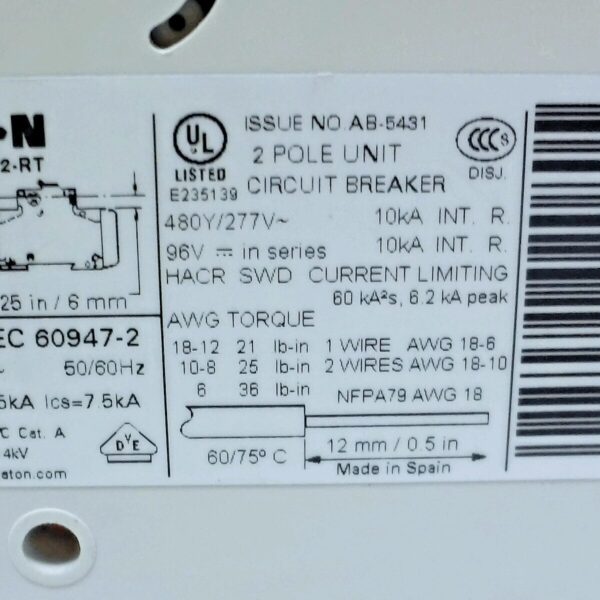 N
2-RT
25 in / 6 mm
EC 60947-2
~ 50/60Hz
5kA Ics=7.5kA
°C Cat. A
4kV
aton.com
DVE
UL
LISTED
E235139
ISSUE NO. AB-5431
2 POLE UNIT
CIRCUIT BREAKER
CCC S
DISJ.
480Y/277V~ 10kA INT. R.
96V ⎓ in series 10kA INT. R.
HACR SWD CURRENT LIMITING
60 kA²s, 6.2 kA peak
AWG TORQUE
18-12 21 lb-in 1 WIRE AWG 18-6
10-8 25 lb-in 2 WIRES AWG 18-10
6 36 lb-in NFPA79 AWG 18
60/75° C 12 mm / 0.5 in
Made in Spain